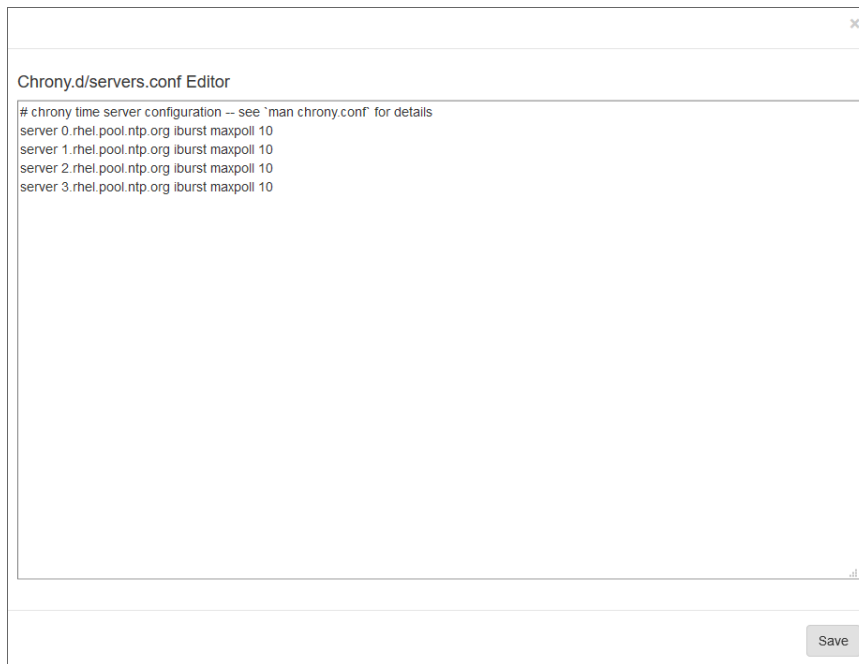 ×
Chrony.d/servers.conf Editor
# chrony time server configuration -- see `man chrony.conf` for details
server 0.rhel.pool.ntp.org iburst maxpoll 10
server 1.rhel.pool.ntp.org iburst maxpoll 10
server 2.rhel.pool.ntp.org iburst maxpoll 10
server 3.rhel.pool.ntp.org iburst maxpoll 10
Save